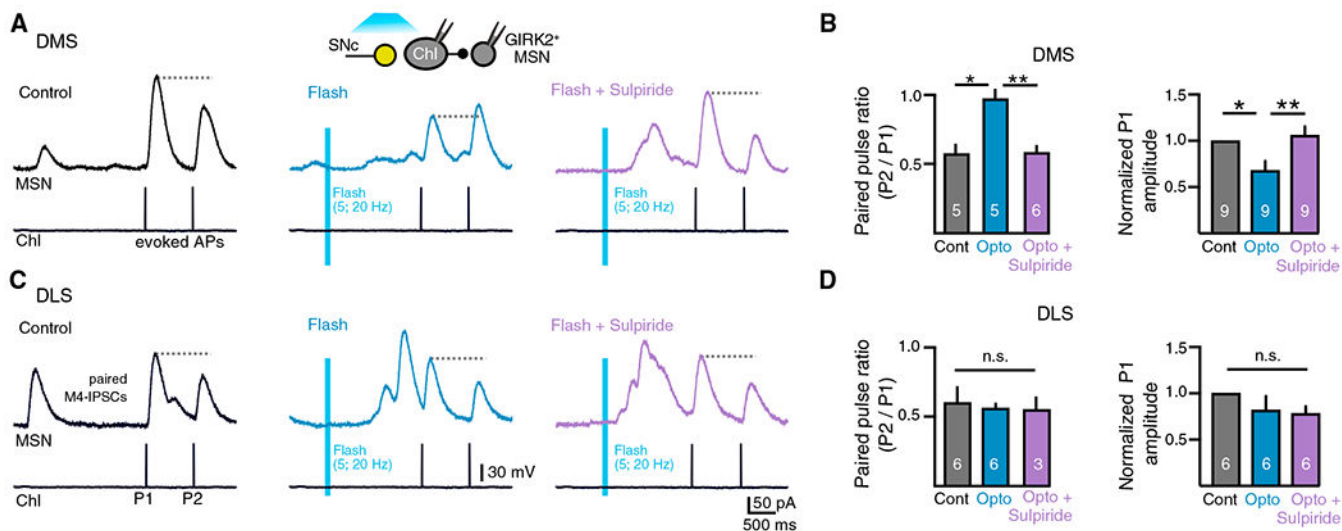 A
DMS
SNc
ChI
GIRK2+
MSN
Control
Flash
Flash + Sulpiride
MSN
Flash
(5; 20 Hz)
Flash
(5; 20 Hz)
ChI
evoked APs
B
DMS
Paired pulse ratio
(P2 / P1)
1.0
0.5
*
**
5
5
6
Cont
Opto
Opto +
Sulpiride
Normalized P1
amplitude
1.5
1.0
0.5
*
**
9
9
9
Cont
Opto
Opto +
Sulpiride
C
DLS
Control
Flash
Flash + Sulpiride
paired
M4-IPSCs
MSN
Flash
(5; 20 Hz)
Flash
(5; 20 Hz)
30 mV
ChI
P1
P2
50 pA
500 ms
D
DLS
Paired pulse ratio
(P2 / P1)
1.0
0.5
n.s.
6
6
3
Cont
Opto
Opto +
Sulpiride
Normalized P1
amplitude
1.5
1.0
0.5
n.s.
6
6
6
Cont
Opto
Opto +
Sulpiride